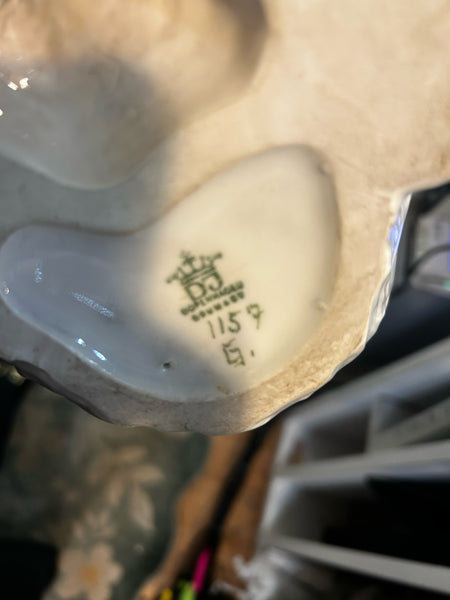 DJ
COPENHAGEN
DENMARK
1157
G.